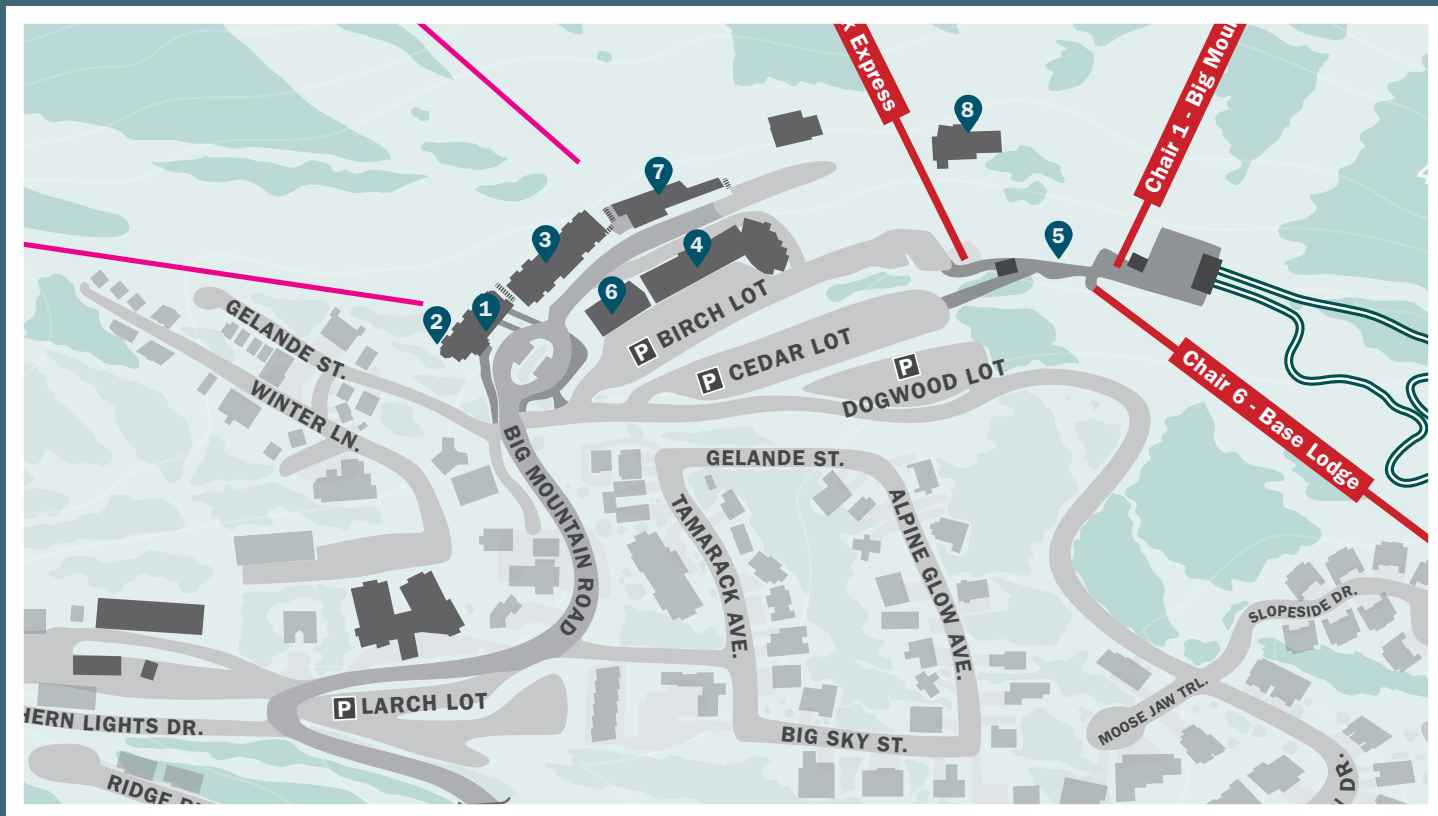 Express
Chair 1 - Big
8
7
5
3
4
6
1
2
GELANDE ST.
WINTER LN.
P BIRCH LOT
P CEDAR LOT
P
DOGWOOD LOT
Chair 6 - Base Lodge
BIG MOUNTAIN ROAD
GELANDE ST.
TAMARACK AVE.
ALPINE GLOW AVE.
SLOPESIDE DR.
MOOSE JAW TRL.
P LARCH LOT
HERN LIGHTS DR.
BIG SKY ST.
RIDGE
DR.